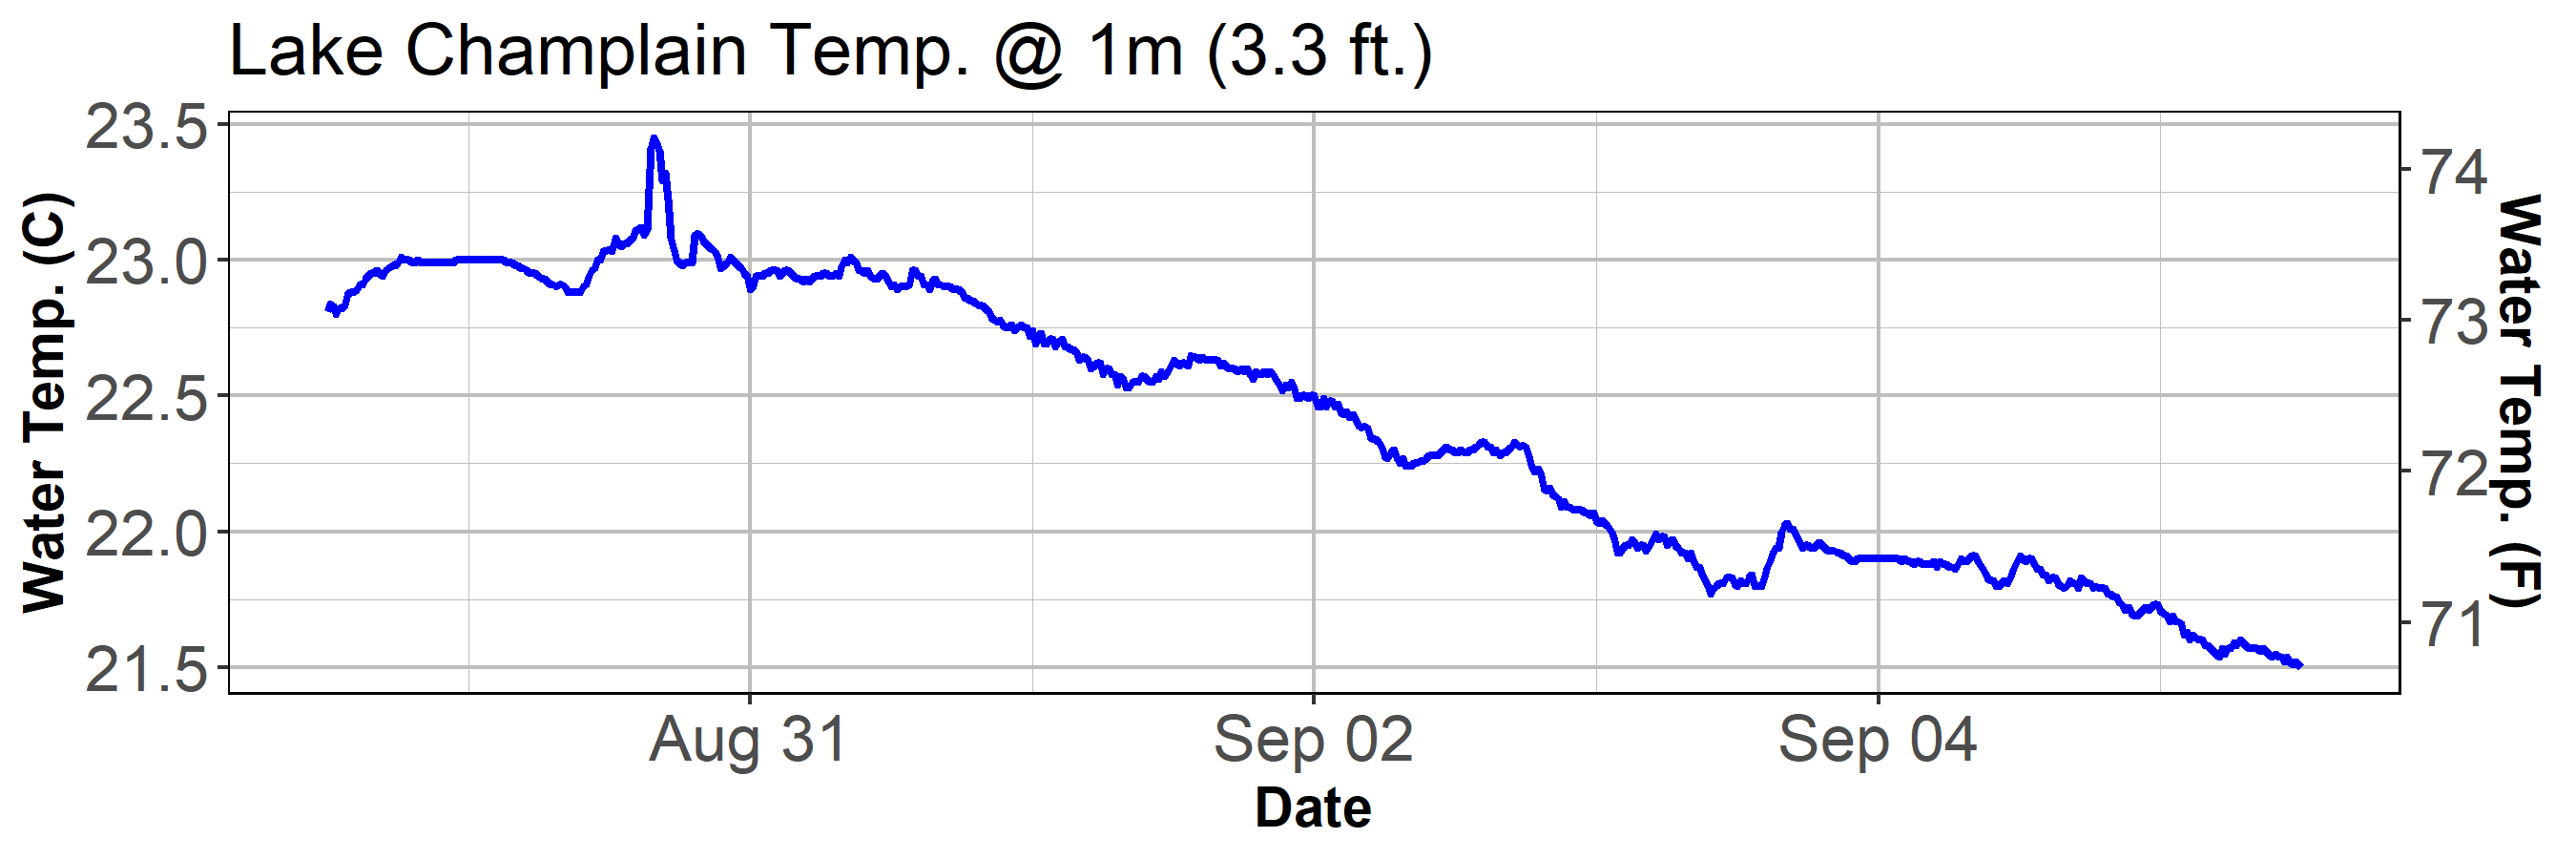 Lake Champlain Temp. @ 1m (3.3 ft.)
Water Temp. (C)
23.5
23.0
22.5
22.0
21.5
74
73
72
71
Water Temp. (F)
Aug 31
Sep 02
Sep 04
Date